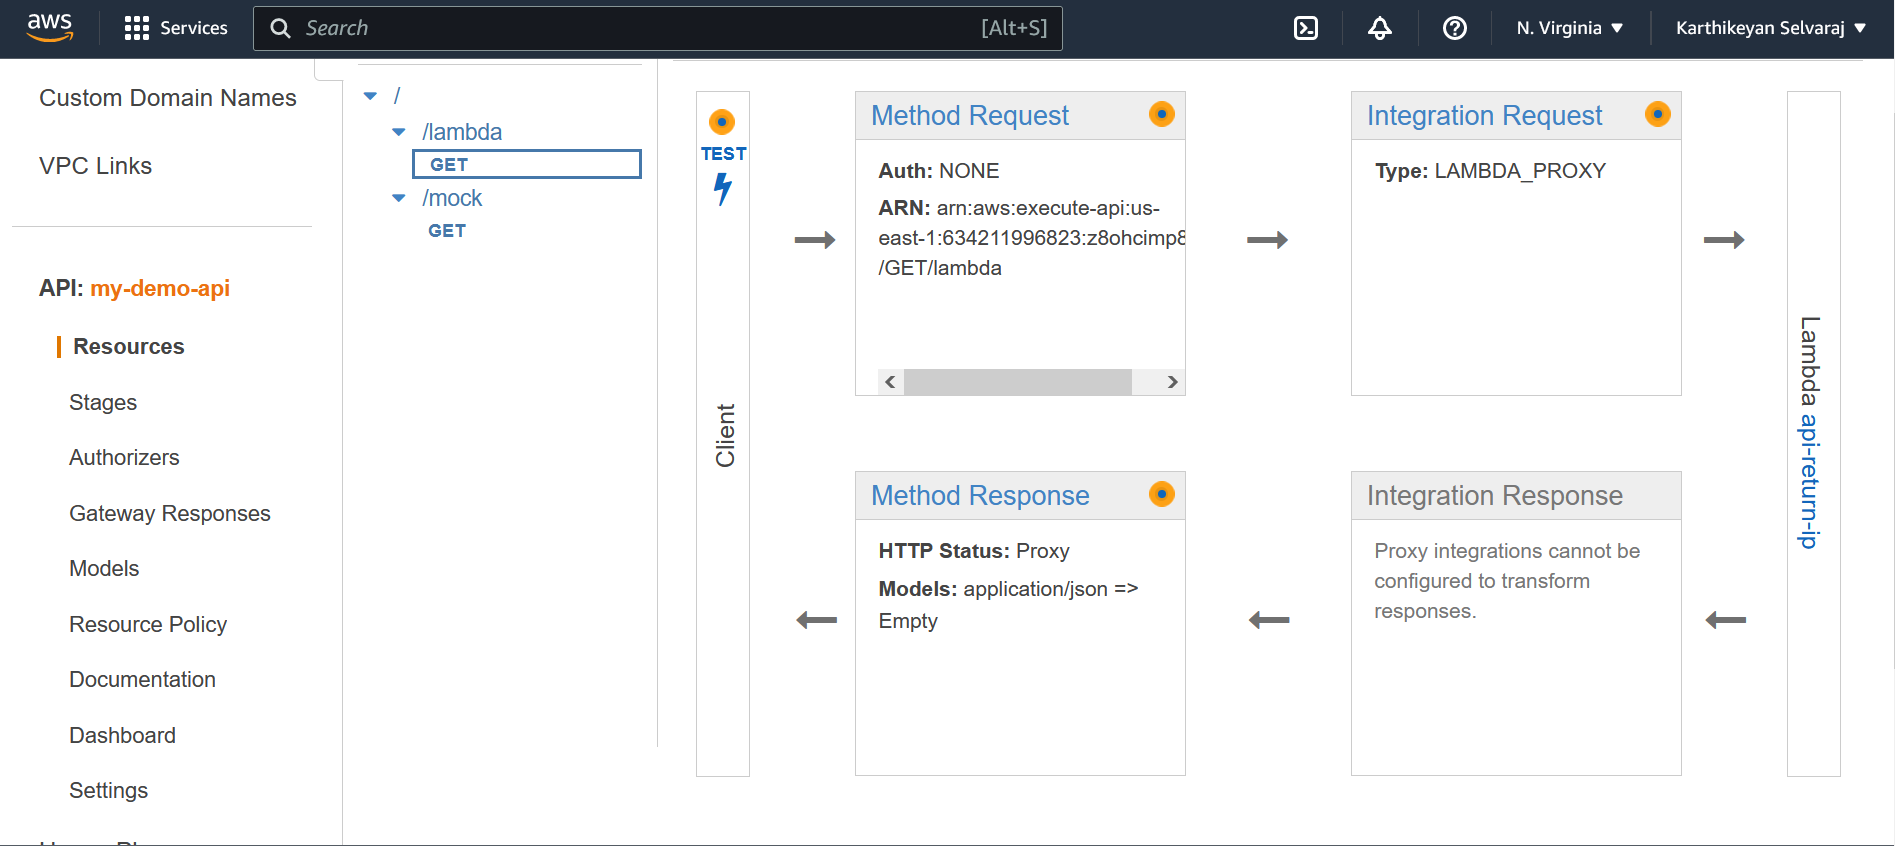 aws
Services
Search
[Alt+S]
N. Virginia
Karthikeyan Selvaraj
Custom Domain Names
VPC Links
API: my-demo-api
Resources
Stages
Authorizers
Gateway Responses
Models
Resource Policy
Documentation
Dashboard
Settings
/
/lambda
GET
/mock
GET
TEST
Client
Method Request
Auth: NONE
ARN: arn:aws:execute-api:us-
east-1:634211996823:z8ohcimp8
/GET/lambda
Integration Request
Type: LAMBDA_PROXY
Method Response
HTTP Status: Proxy
Models: application/json =>
Empty
Integration Response
Proxy integrations cannot be
configured to transform
responses.
Lambda api-return-ip